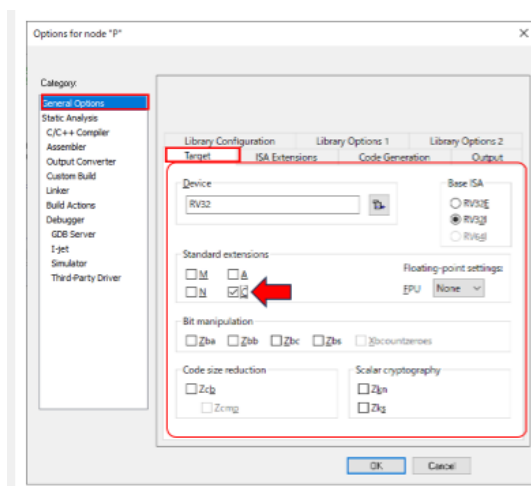 Options for node "P"
Category:
General Options
Static Analysis
C/C++ Compiler
Assembler
Output Converter
Custom Build
Linker
Build Actions
Debugger
GDB Server
I-jet
Simulator
Third-Party Driver
Library Configuration Library Options 1 Library Options 2
Target ISA Extensions Code Generation Output
Device
RV32
Base ISA
RV32E
RV32I
RV64I
Standard extensions
M A
N C
Floating-point settings:
FPU None
Bit manipulation
Zba Zbb Zbc Zbs Xbcountzeroes
Code size reduction
Zcb
Zcmp
Scalar cryptography
Zkn
Zks
OK Cancel